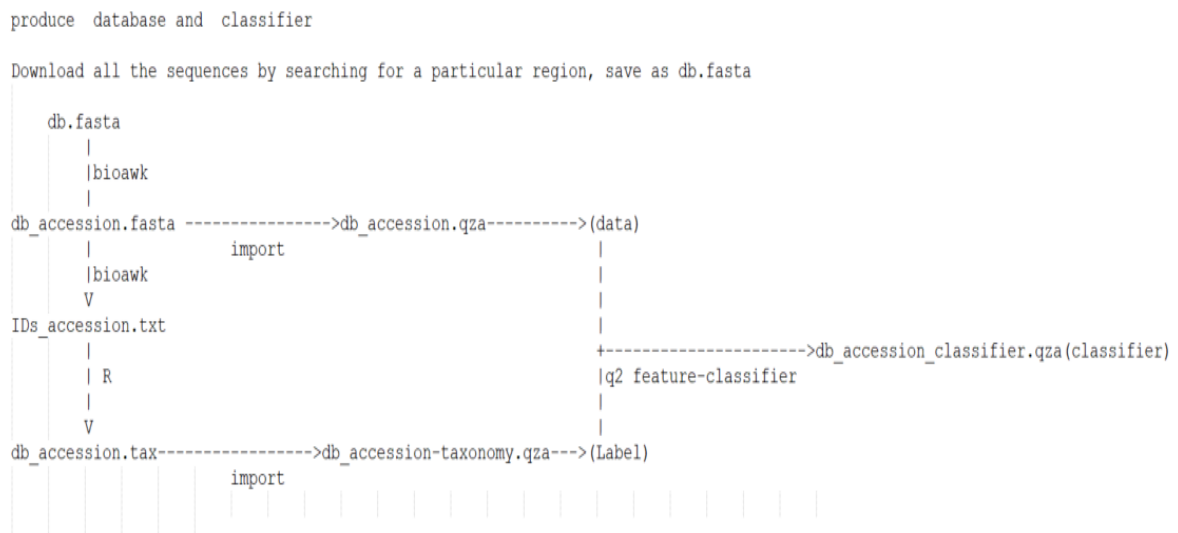 produce  database and  classifier
Download all the sequences by searching for a particular region, save as db.fasta
db.fasta
|
|bioawk
|
db_accession.fasta ---------------->db_accession.qza---------->(data)
|                import                                  |
|bioawk                                                  |
V                                                        |
IDs_accession.txt                                        |
|                                                        +---------------------->db_accession_classifier.qza(classifier)
| R                                                      |q2 feature-classifier
|                                                        |
V                                                        |
db_accession.tax----------------->db_accession-taxonomy.qza--->(Label)
import